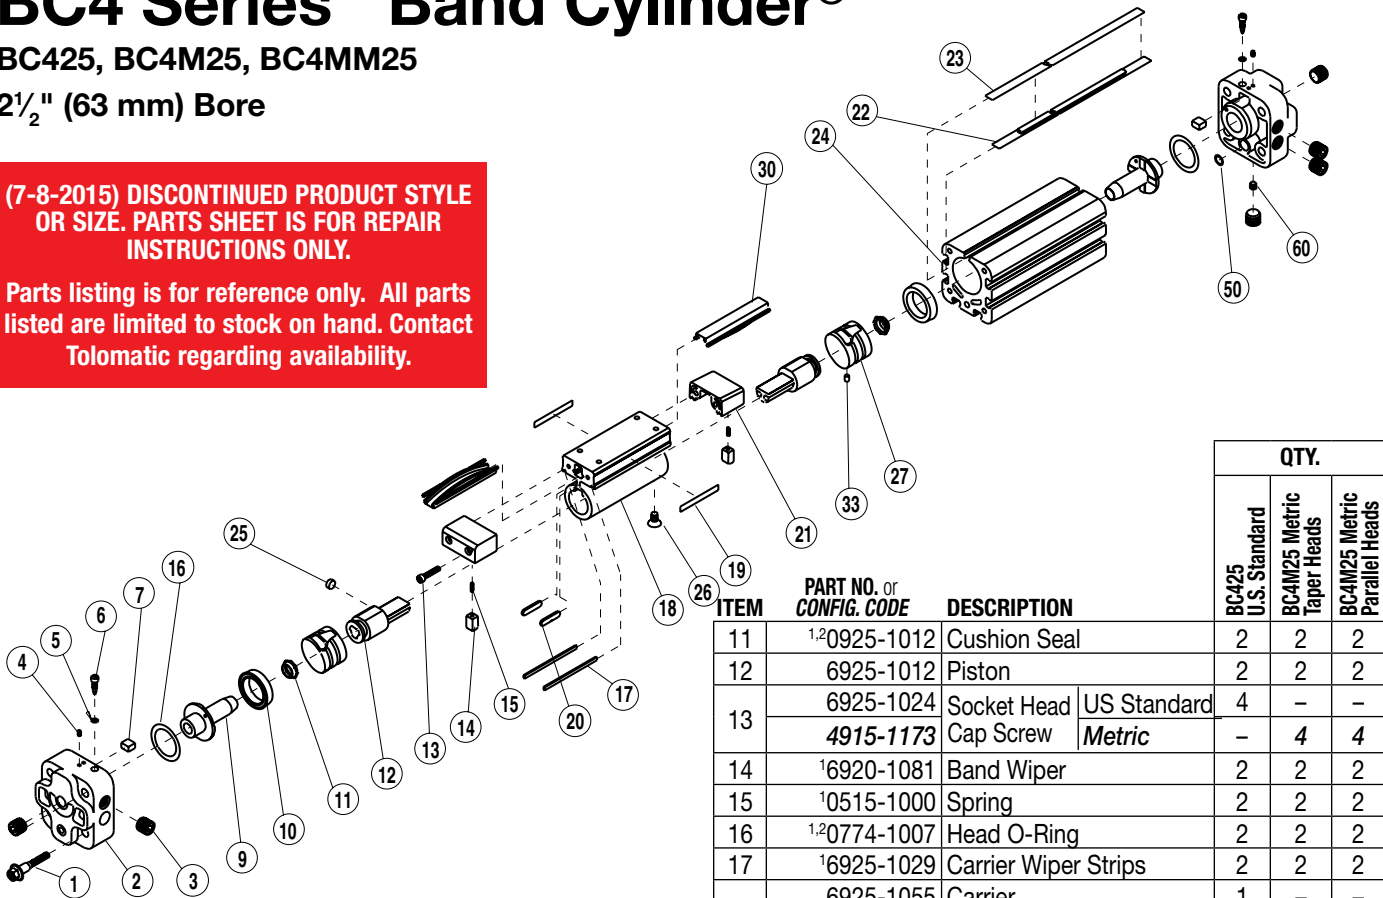 BC4 Series Band Cylinder®
BC425, BC4M25, BC4MM25
2½" (63 mm) Bore
(7-8-2015) DISCONTINUED PRODUCT STYLE
OR SIZE. PARTS SHEET IS FOR REPAIR
INSTRUCTIONS ONLY.
Parts listing is for reference only. All parts
listed are limited to stock on hand. Contact
Tolomatic regarding availability.
23
22
24
30
60
50
27
33
21
19
26
18
25
16
7
6
5
4
17
15
20
14
13
12
11
10
9
3
2
1
QTY.
ITEM PART NO. or CONFIG. CODE DESCRIPTION BC425 U.S. Standard BC4M25 Metric Taper Heads BC4M25 Metric Parallel Heads
11 1,20925-1012 Cushion Seal 2 2 2
12 6925-1012 Piston 2 2 2
13 6925-1024 Socket Head Cap Screw US Standard 4 – –
4915-1173 Metric – 4 4
14 16920-1081 Band Wiper 2 2 2
15 10515-1000 Spring 2 2 2
16 1,20774-1007 Head O-Ring 2 2 2
17 16925-1029 Carrier Wiper Strips 2 2 2
6925-1055 Carrier 1 – –